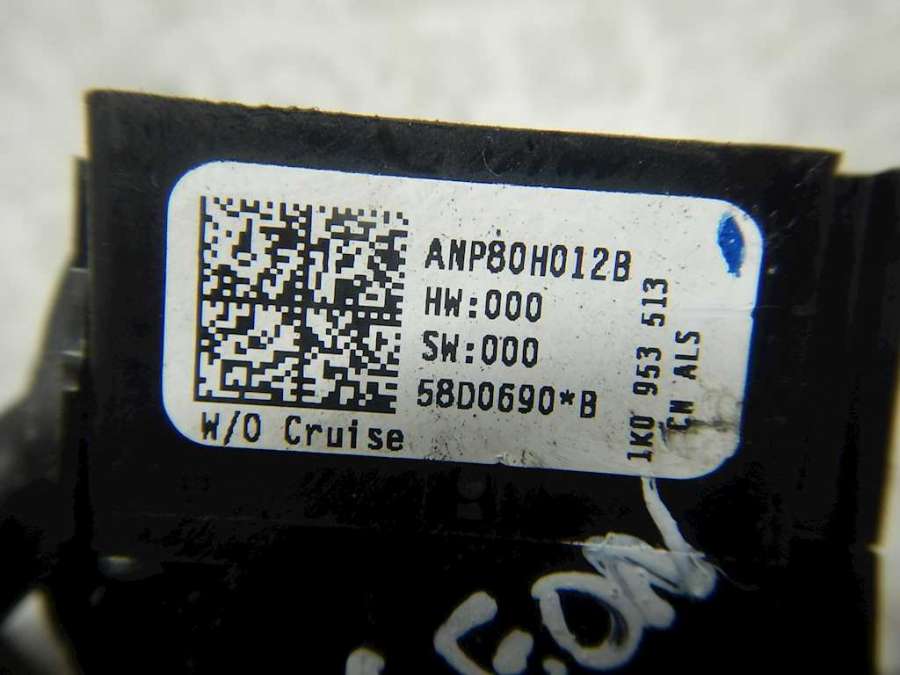 ANP80H012B
HW:000
SW:000
58D0690*B
W/O Cruise
1K0 953 513
CN ALS